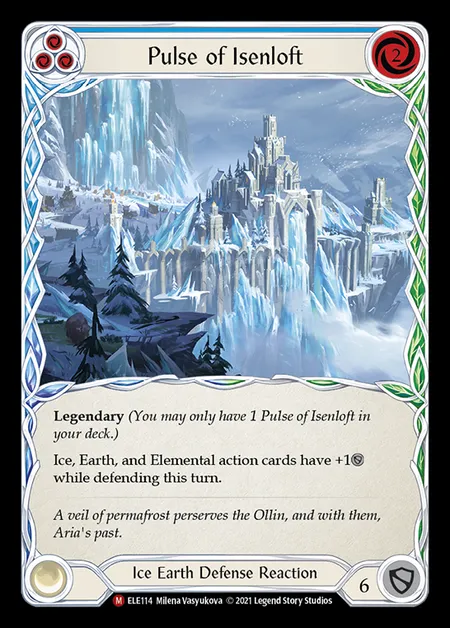 Pulse of Isenloft
2
Legendary (You may only have 1 Pulse of Isenloft in
your deck.)
Ice, Earth, and Elemental action cards have +1
while defending this turn.
A veil of permafrost perserves the Ollin, and with them,
Aria's past.
Ice Earth Defense Reaction
6
M ELE114 Milena Vasyukova © 2021 Legend Story Studios